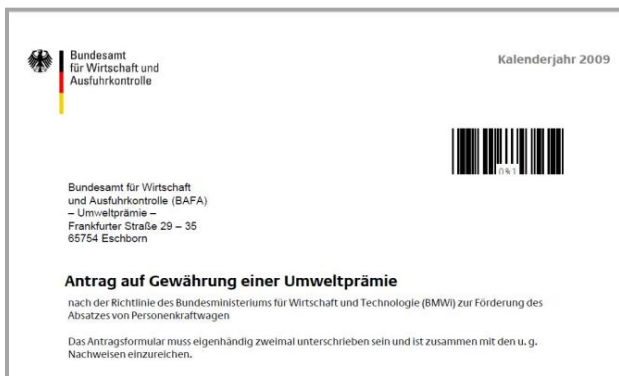 Bundesamt
für Wirtschaft und
Ausfuhrkontrolle
Kalenderjahr 2009
081
Bundesamt für Wirtschaft
und Ausfuhrkontrolle (BAFA)
– Umweltprämie –
Frankfurter Straße 29 – 35
65754 Eschborn
Antrag auf Gewährung einer Umweltprämie
nach der Richtlinie des Bundesministeriums für Wirtschaft und Technologie (BMWi) zur Förderung des
Absatzes von Personenkraftwagen
Das Antragsformular muss eigenhändig zweimal unterschrieben sein und ist zusammen mit den u. g.
Nachweisen einzureichen.